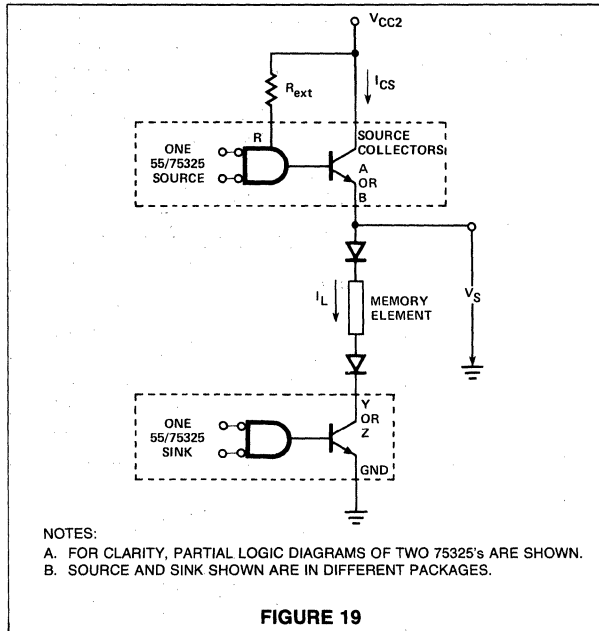 VCC2
Rext
ICS
R
ONE
55/75325
SOURCE
SOURCE
COLLECTORS
A
OR
B
IL
MEMORY
ELEMENT
VS
ONE
55/75325
SINK
Y
OR
Z
GND
NOTES:
A. FOR CLARITY, PARTIAL LOGIC DIAGRAMS OF TWO 75325's ARE SHOWN.
B. SOURCE AND SINK SHOWN ARE IN DIFFERENT PACKAGES.
FIGURE 19